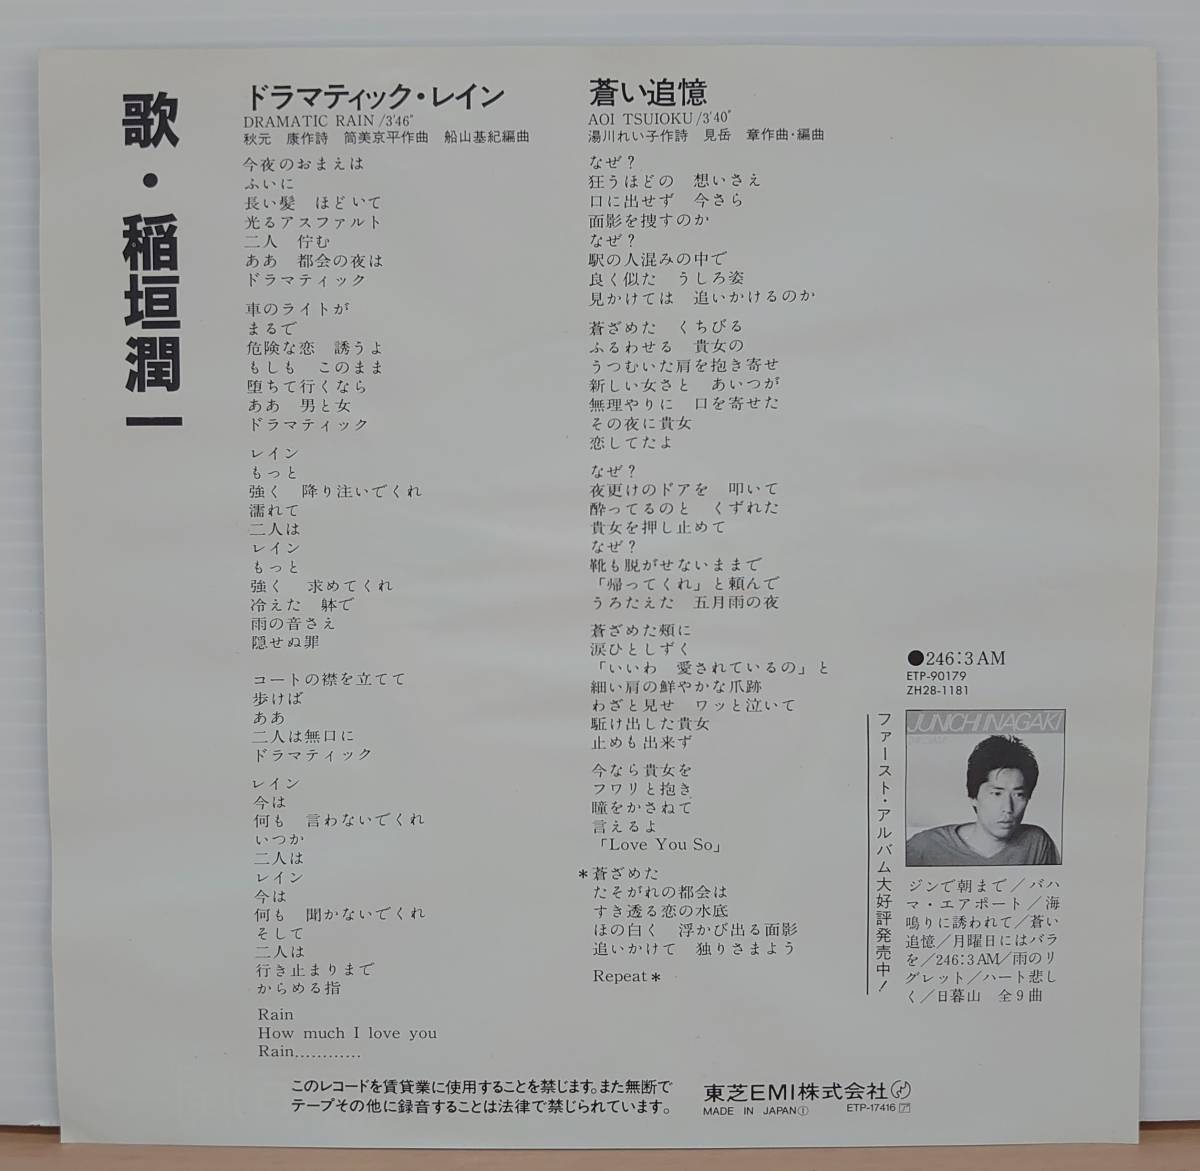 歌・稲垣潤一
ドラマティック・レイン
DRAMATIC RAIN/3'46"
秋元 康作詩 筒美京平作曲 船山基紀編曲
今夜のおまえは
ふいに
長い髪 ほどいて
光るアスファルト
二人 佇む
ああ 都会の夜は
ドラマティック
車のライトが
まるで
危険な恋 誘うよ
もしも このまま
堕ちて行くなら
ああ 男と女
ドラマティック
レイン
もっと
強く 降り注いでくれ
濡れて
二人は
レイン
もっと
強く 求めてくれ
冷えた 躰で
雨の音さえ
隠せぬ罪
コートの襟を立てて
歩けば
ああ
二人は無口に
ドラマティック
レイン
今は
何も 言わないでくれ
いつか
二人は
レイン
今は
何も 聞かないでくれ
そして
二人は
行き止まりまで
からめる指
Rain
How much I love you
Rain…………
蒼い追憶
AOI TSUIOKU/3'40"
湯川れい子作詩 見岳 章作曲・編曲
なぜ？
狂うほどの 想いさえ
口に出せず 今さら
面影を捜すのか
なぜ？
駅の人混みの中で
良く似た うしろ姿
見かけては 追いかけるのか
蒼ざめた くちびる
ふるわせる 貴女の
うつむいた肩を抱き寄せ
新しい女さと あいつが
無理やりに 口を寄せた
その夜に貴女
恋してたよ
なぜ？
夜更けのドアを 叩いて
酔ってるのと くずれた
貴女を押し止めて
なぜ？
靴も脱がせないままで
「帰ってくれ」と頼んで
うろたえた 五月雨の夜
蒼ざめた頰に
涙ひとしずく
「いいわ 愛されているの」と
細い肩の鮮やかな爪跡
わざと見せ ワッと泣いて
駈け出した貴女
止めも出来ず
今なら貴女を
フワリと抱き
瞳をかさねて
言えるよ
「Love You So」
＊蒼ざめた
たそがれの都会は
すき透る恋の水底
ほの白く 浮かび出る面影
追いかけて 独りさまよう
Repeat＊
●246:3AM
ETP-90179
ZH28-1181
ファースト・アルバム大好評発売中！
JUNICHI INAGAKI
246:3AM
ジンで朝まで／バハ
マ・エアポート／海
鳴りに誘われて／蒼い
追憶／月曜日にはバラ
を／246:3AM／雨のリ
グレット／ハート悲し
く／日暮山 全9曲
このレコードを賃貸業に使用することを禁じます。また無断で
テープその他に録音することは法律で禁じられています。
東芝EMI株式会社
MADE IN JAPAN Ⓘ ETP-17416